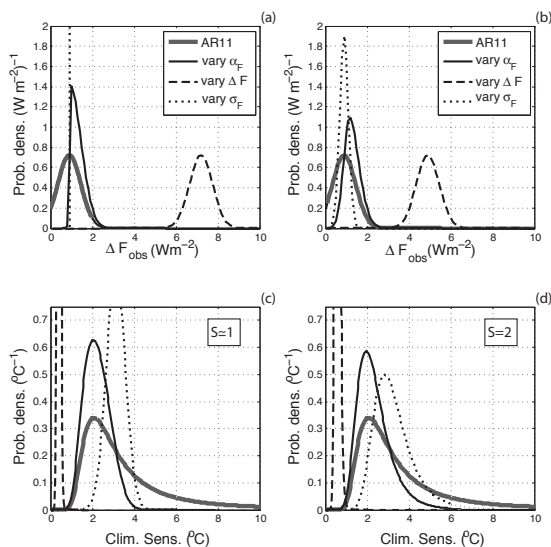 (a)
2
1.8
1.6
1.4
1.2
1
0.8
0.6
0.4
0.2
0
Prob. dens. (W m⁻²)⁻¹
AR11
vary α_F
vary Δ F
vary σ_F
0 2 4 6 8 10
Δ F_obs(Wm⁻²)
(b)
2
1.8
1.6
1.4
1.2
1
0.8
0.6
0.4
0.2
0
Prob. dens. (W m⁻²)⁻¹
AR11
vary α_F
vary Δ F
vary σ_F
0 2 4 6 8 10
Δ F_obs(Wm⁻²)
(c)
0.7
0.6
0.5
0.4
0.3
0.2
0.1
0
Prob. dens. (⁰C⁻¹)
S≃1
0 2 4 6 8 10
Clim. Sens. (⁰C)
(d)
0.7
0.6
0.5
0.4
0.3
0.2
0.1
0
Prob. dens. (⁰C⁻¹)
S=2
0 2 4 6 8 10
Clim. Sens. (⁰C)